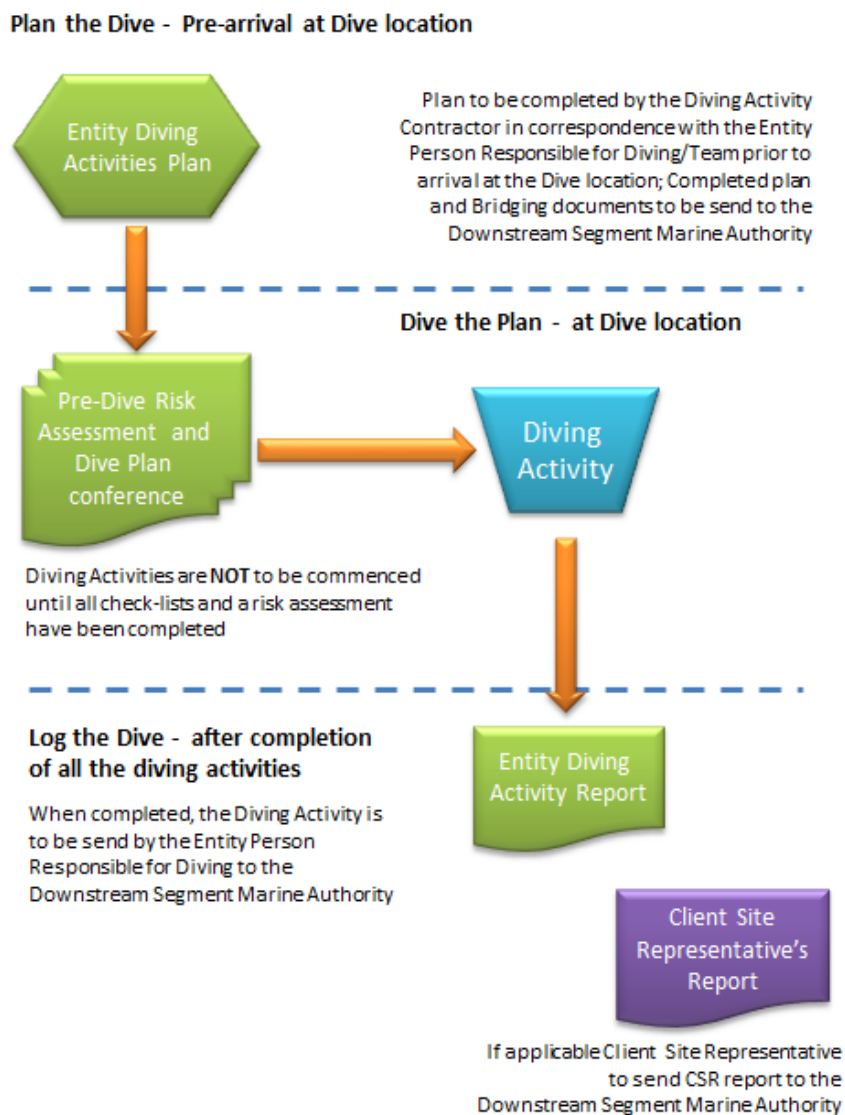 Plan the Dive - Pre-arrival at Dive location
Entity Diving
Activities Plan
Plan to be completed by the Diving Activity
Contractor in correspondence with the Entity
Person Responsible for Diving/Team prior to
arrival at the Dive location; Completed plan
and Bridging documents to be send to the
Downstream Segment Marine Authority
Dive the Plan - at Dive location
Pre-Dive Risk
Assessment and
Dive Plan
conference
Diving
Activity
Diving Activities are NOT to be commenced
until all check-lists and a risk assessment
have been completed
Log the Dive - after completion
of all the diving activities
When completed, the Diving Activity is
to be send by the Entity Person
Responsible for Diving to the
Downstream Segment Marine Authority
Entity Diving
Activity Report
Client Site
Representative's
Report
If applicable Client Site Representative
to send CSR report to the
Downstream Segment Marine Authority